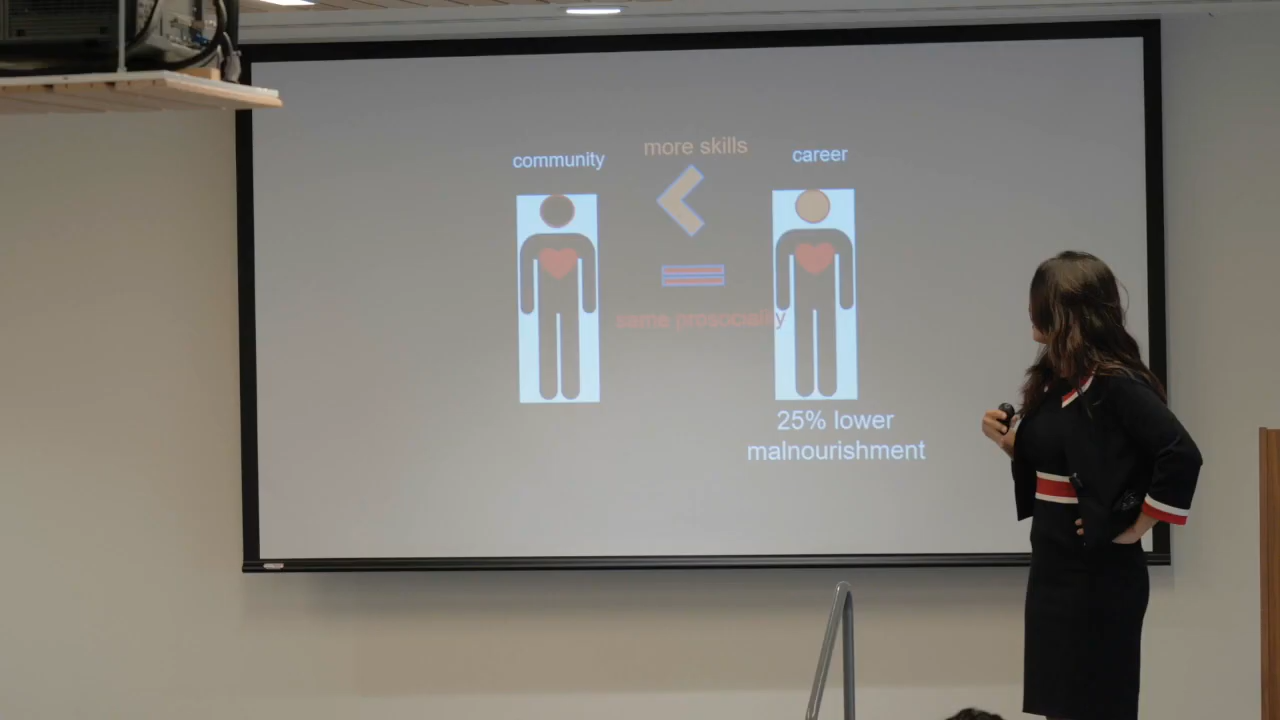 community
more skills
career
same prosociality
25% lower
malnourishment